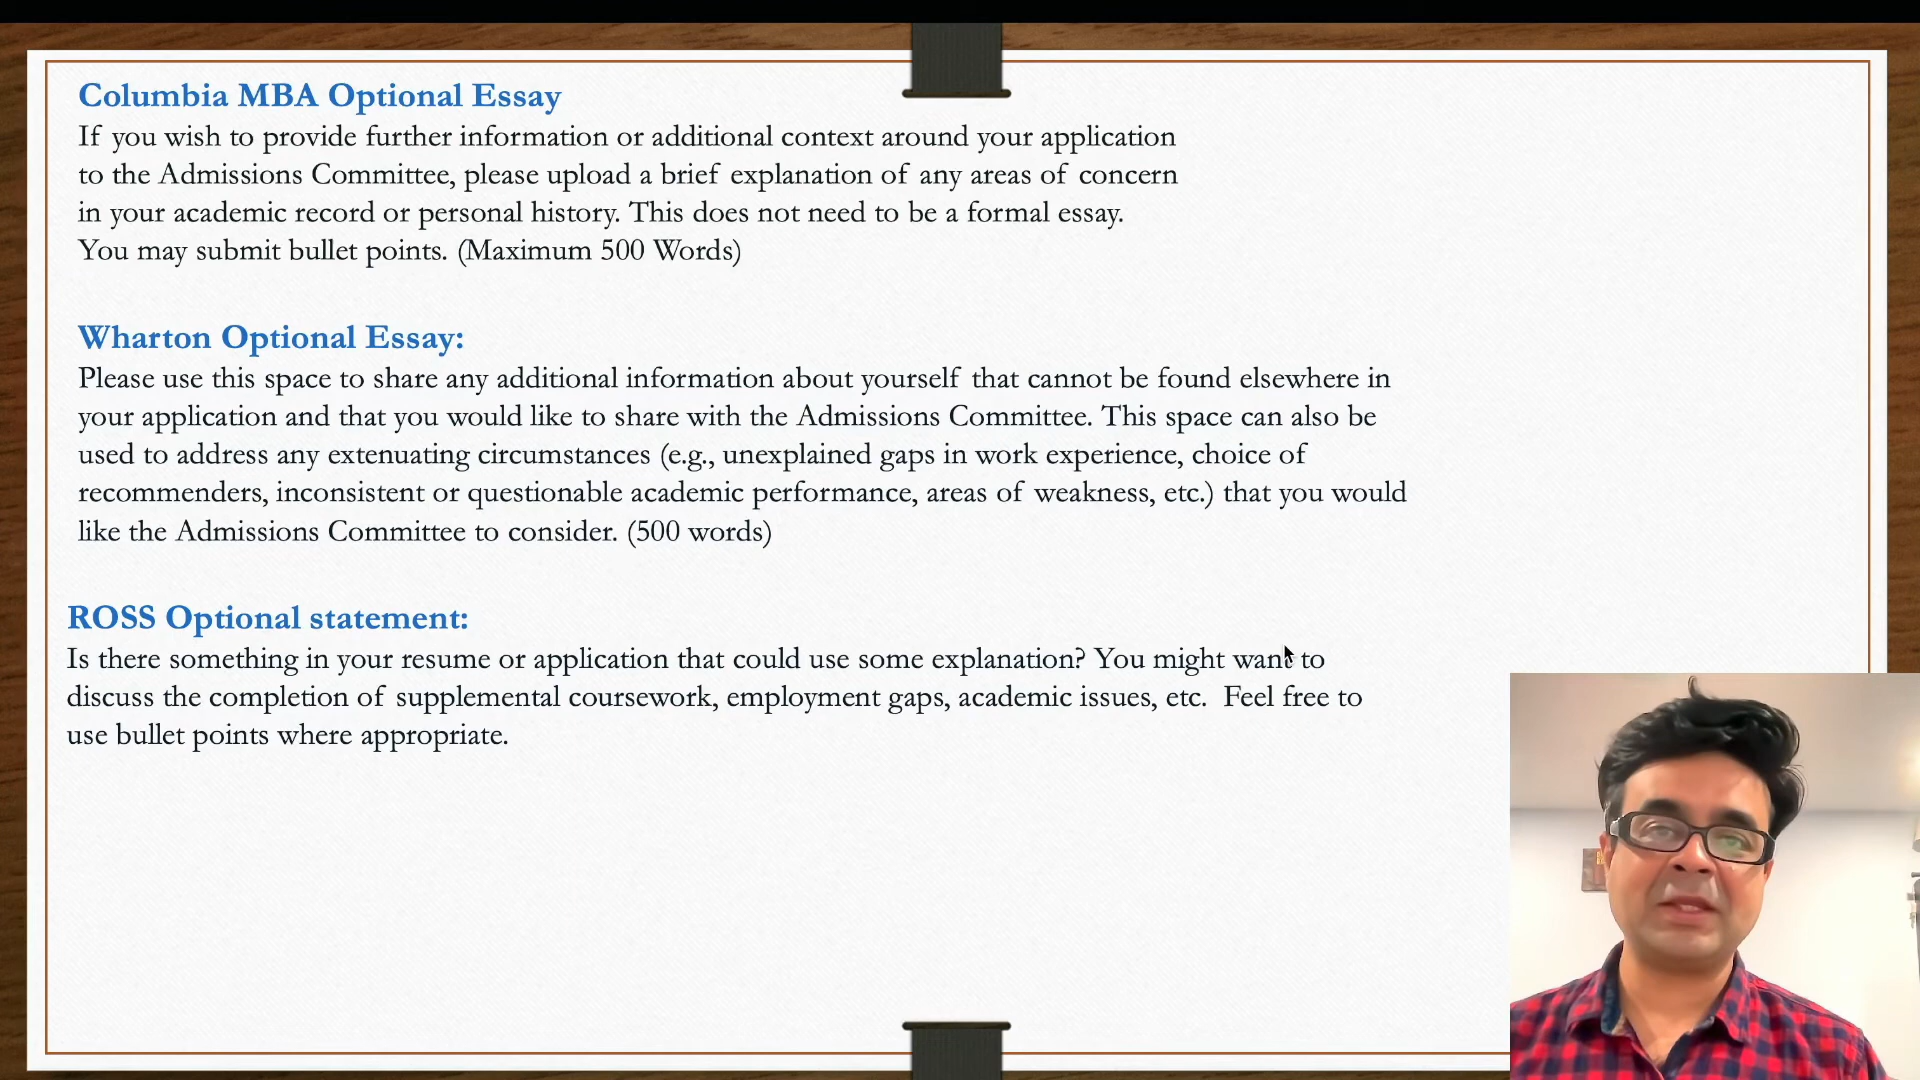 Columbia MBA Optional Essay
If you wish to provide further information or additional context around your application
to the Admissions Committee, please upload a brief explanation of any areas of concern
in your academic record or personal history. This does not need to be a formal essay.
You may submit bullet points. (Maximum 500 Words)
Wharton Optional Essay:
Please use this space to share any additional information about yourself that cannot be found elsewhere in
your application and that you would like to share with the Admissions Committee. This space can also be
used to address any extenuating circumstances (e.g., unexplained gaps in work experience, choice of
recommenders, inconsistent or questionable academic performance, areas of weakness, etc.) that you would
like the Admissions Committee to consider. (500 words)
ROSS Optional statement:
Is there something in your resume or application that could use some explanation? You might want to
discuss the completion of supplemental coursework, employment gaps, academic issues, etc.  Feel free to
use bullet points where appropriate.